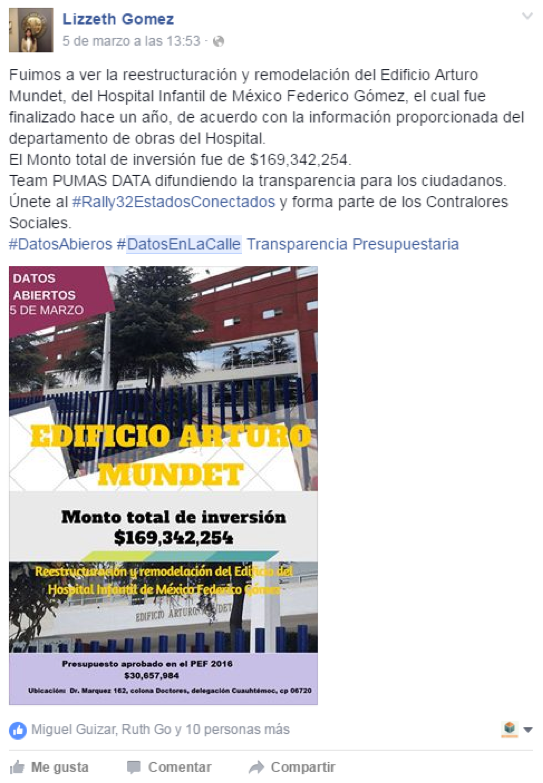 Lizzeth Gomez
5 de marzo a las 13:53 ·
Fuimos a ver la reestructuración y remodelación del Edificio Arturo
Mundet, del Hospital Infantil de México Federico Gómez, el cual fue
finalizado hace un año, de acuerdo con la información proporcionada del
departamento de obras del Hospital.
El Monto total de inversión fue de $169,342,254.
Team PUMAS DATA difundiendo la transparencia para los ciudadanos.
Únete al #Rally32EstadosConectados y forma parte de los Contralores
Sociales.
#DatosAbieros #DatosEnLaCalle Transparencia Presupuestaria
DATOS
ABIERTOS
5 DE MARZO
EDIFICIO ARTURO
MUNDET
Monto total de inversión
$169,342,254
Reestructuración y remodelación del Edificio del
Hospital Infantil de México Federico Gómez
EDIFICIO ARTURO MUNDET
Presupuesto aprobado en el PEF 2016
$30,657,984
Ubicación: Dr. Marquez 162, colona Doctores, delegación Cuauhtémoc, cp 06720
Miguel Guizar, Ruth Go y 10 personas más
Me gusta Comentar Compartir